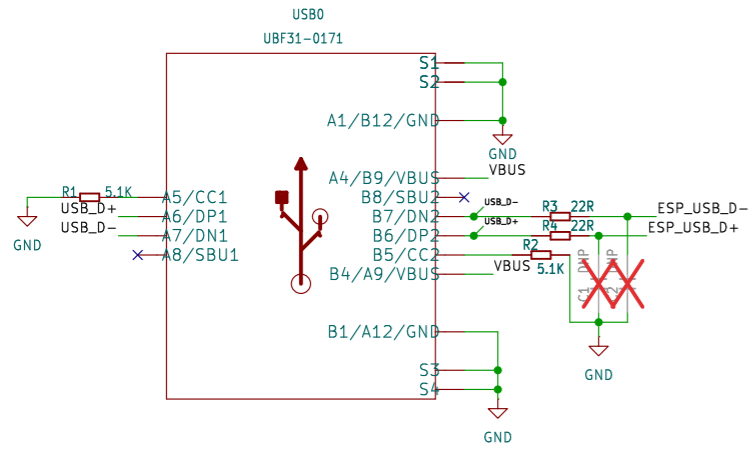 USB0
UBF31-0171
S1
S2
A1/B12/GND
GND
VBUS
A4/B9/VBUS
B8/SBU2
R1 5.1K
A5/CC1
USB_D+
A6/DP1
USB_D-
A7/DN1
A8/SBU1
GND
USB_D-
B7/DN2
R3 22R
ESP_USB_D-
USB_D+
B6/DP2
R4 22R
ESP_USB_D+
B5/CC2
R2
5.1K
VBUS
B4/A9/VBUS
C1 DNP
B1/A12/GND
GND
S3
S4
GND